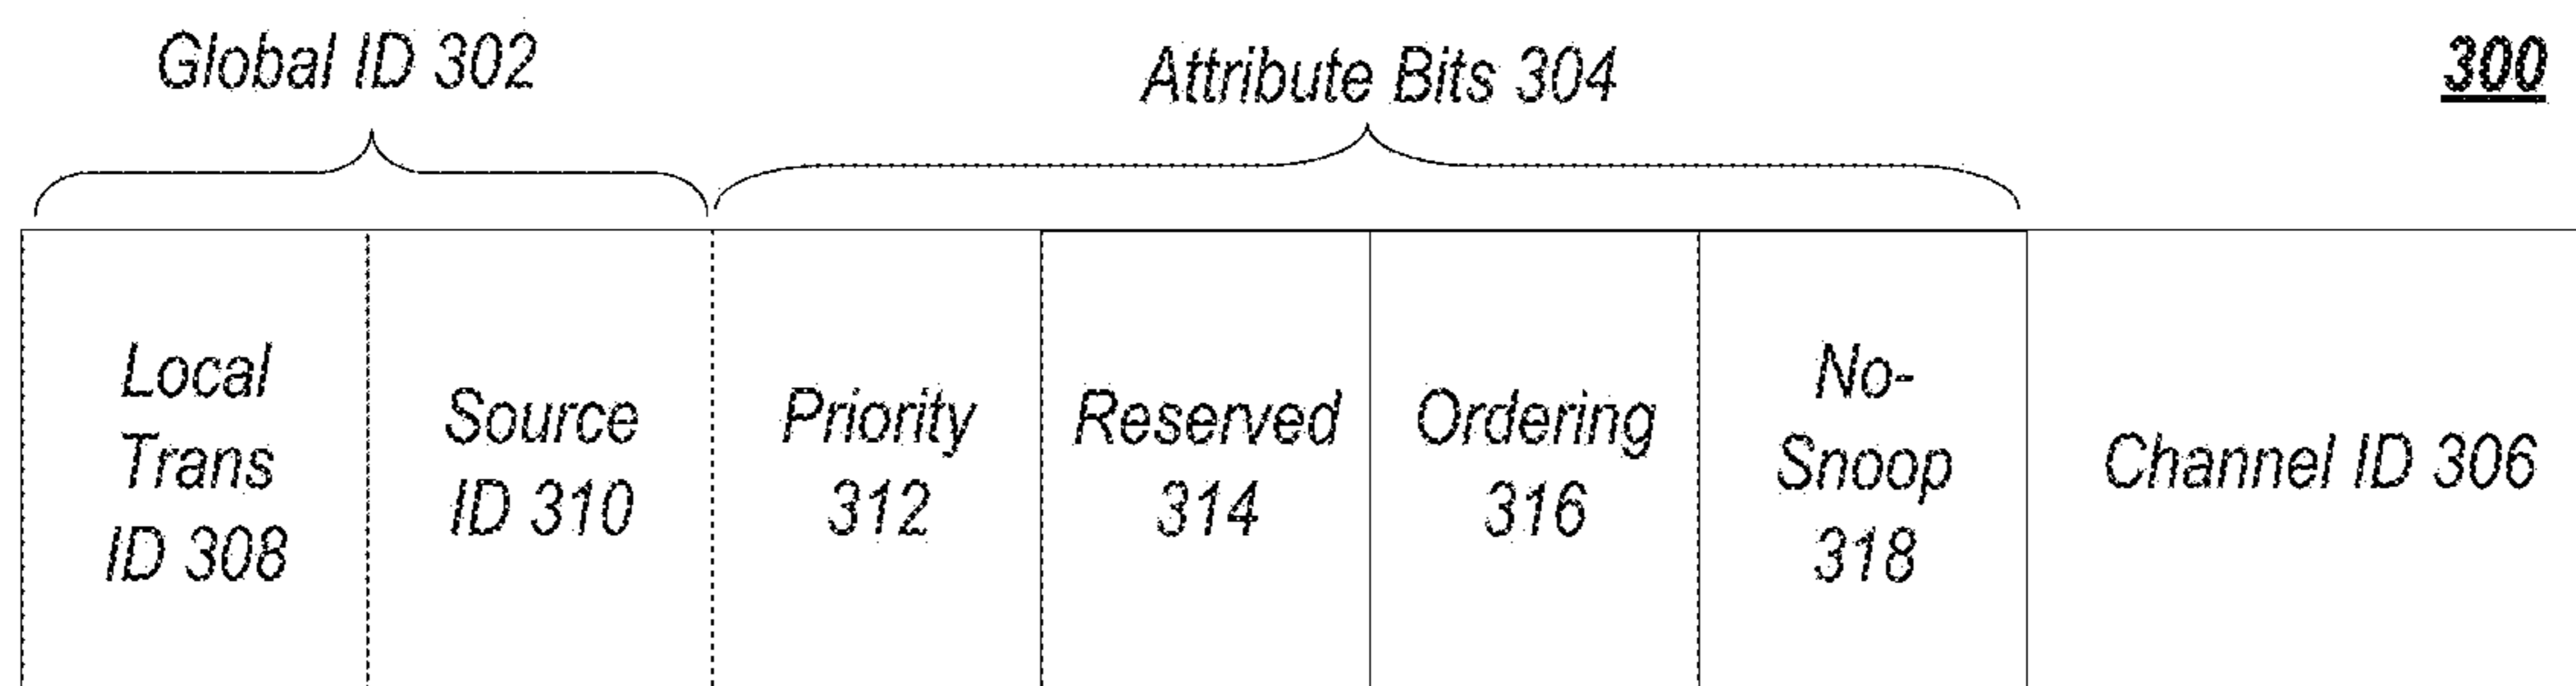 Global ID 302
Attribute Bits 304
300
Local
Trans
ID 308
Source
ID 310
Priority
312
Reserved
314
Ordering
316
No-
Snoop
318
Channel ID 306